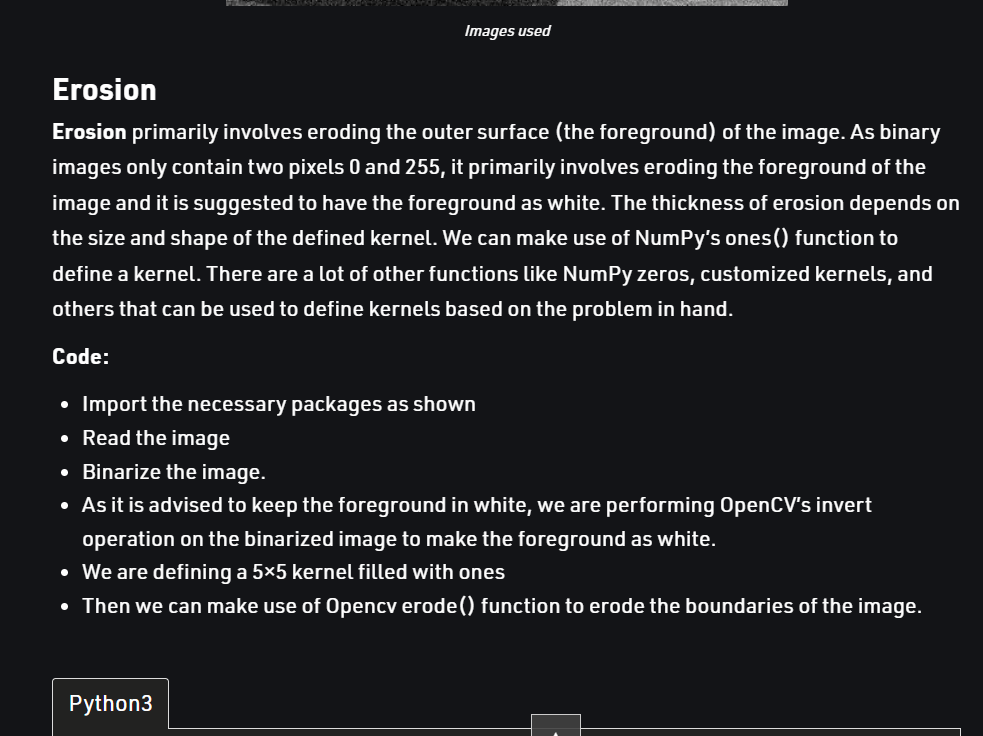 Images used
Erosion
Erosion primarily involves eroding the outer surface (the foreground) of the image. As binary
images only contain two pixels 0 and 255, it primarily involves eroding the foreground of the
image and it is suggested to have the foreground as white. The thickness of erosion depends on
the size and shape of the defined kernel. We can make use of NumPy's ones() function to
define a kernel. There are a lot of other functions like NumPy zeros, customized kernels, and
others that can be used to define kernels based on the problem in hand.
Code:
• Import the necessary packages as shown
• Read the image
• Binarize the image.
• As it is advised to keep the foreground in white, we are performing OpenCV's invert
operation on the binarized image to make the foreground as white.
• We are defining a 5×5 kernel filled with ones
• Then we can make use of Opencv erode() function to erode the boundaries of the image.
Python3